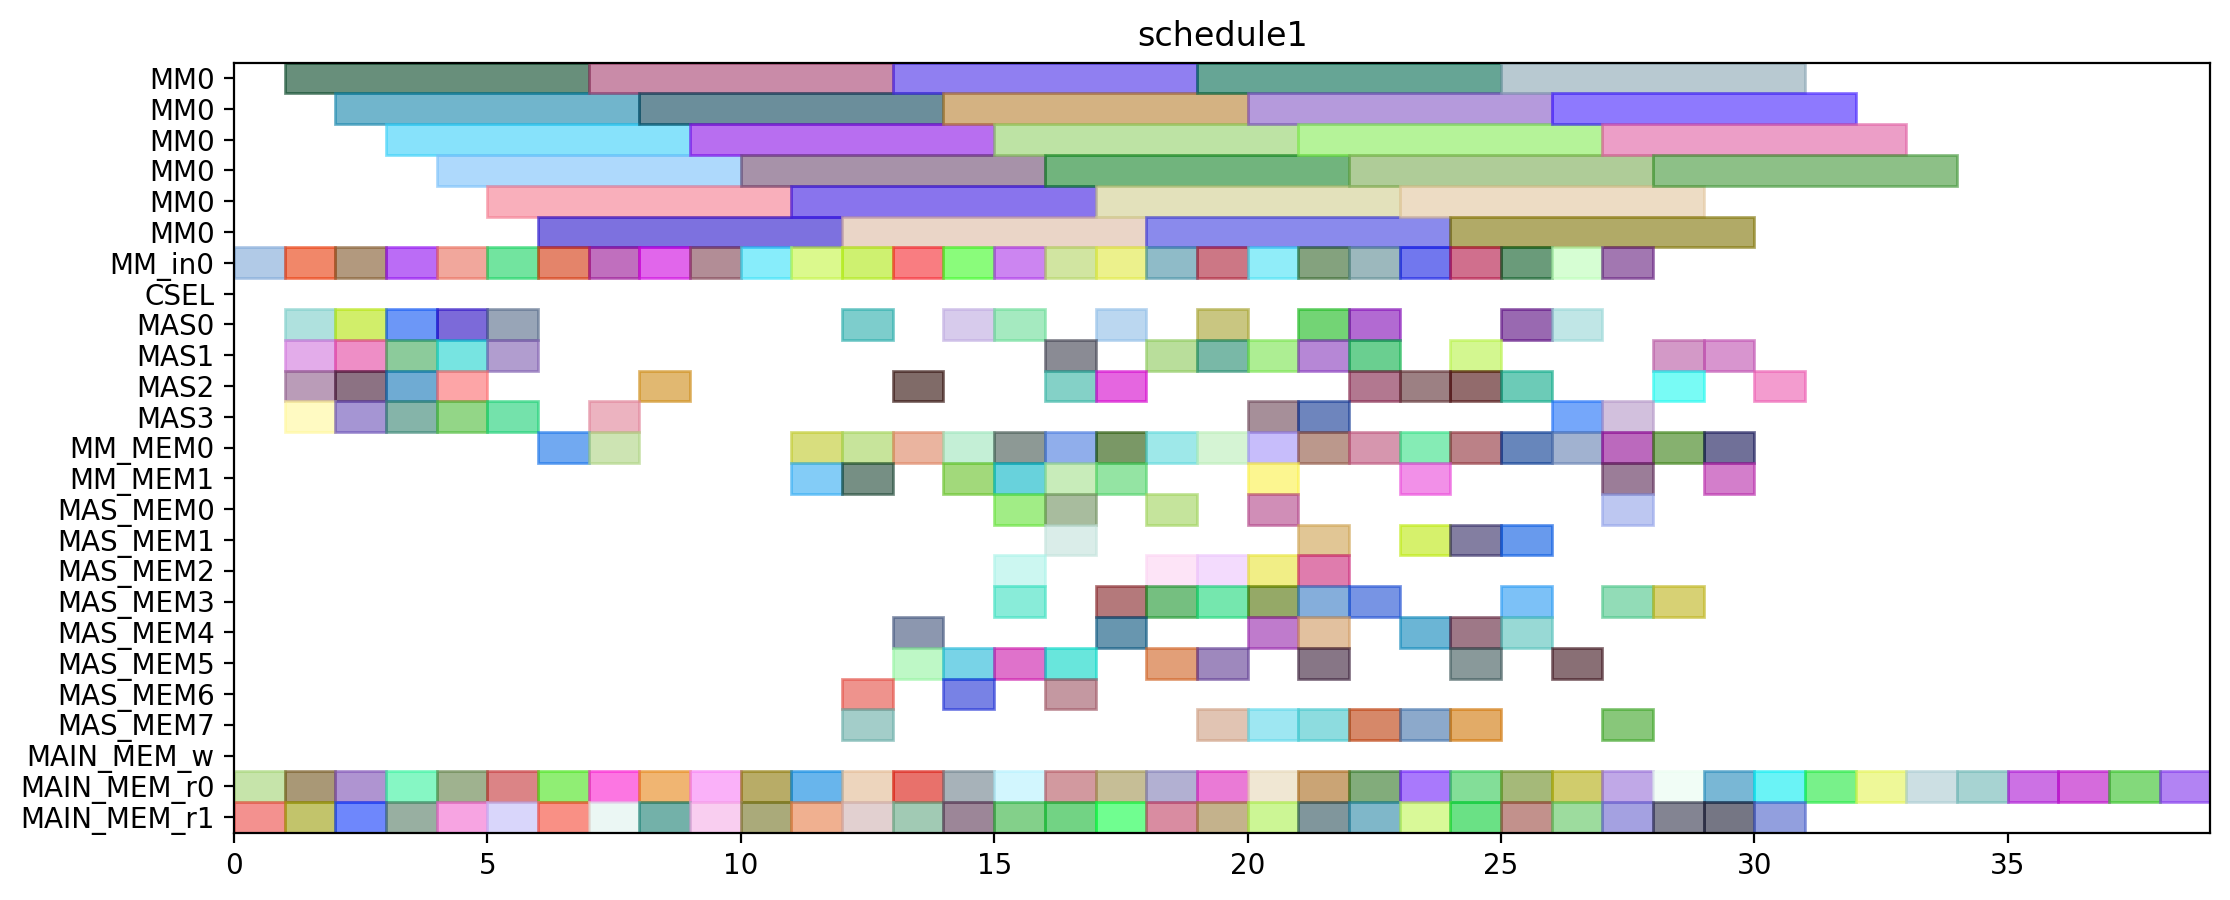 schedule1
MM0
MM0
MM0
MM0
MM0
MM0
MM_in0
CSEL
MAS0
MAS1
MAS2
MAS3
MM_MEM0
MM_MEM1
MAS_MEM0
MAS_MEM1
MAS_MEM2
MAS_MEM3
MAS_MEM4
MAS_MEM5
MAS_MEM6
MAS_MEM7
MAIN_MEM_w
MAIN_MEM_r0
MAIN_MEM_r1
0 5 10 15 20 25 30 35